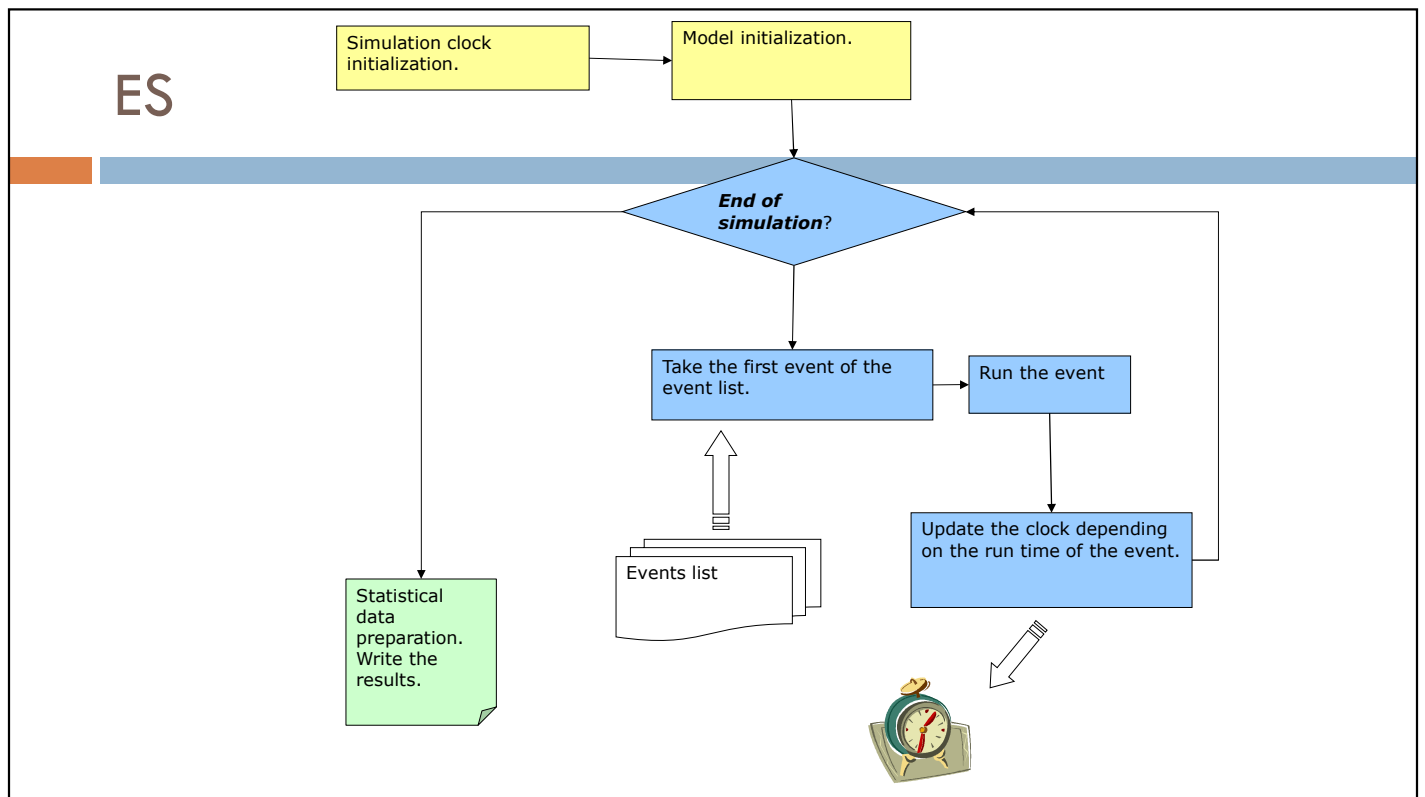 ES
Simulation clock
initialization.
Model initialization.
End of
simulation?
Take the first event of the
event list.
Run the event
Update the clock depending
on the run time of the event.
Events list
Statistical
data
preparation.
Write the
results.